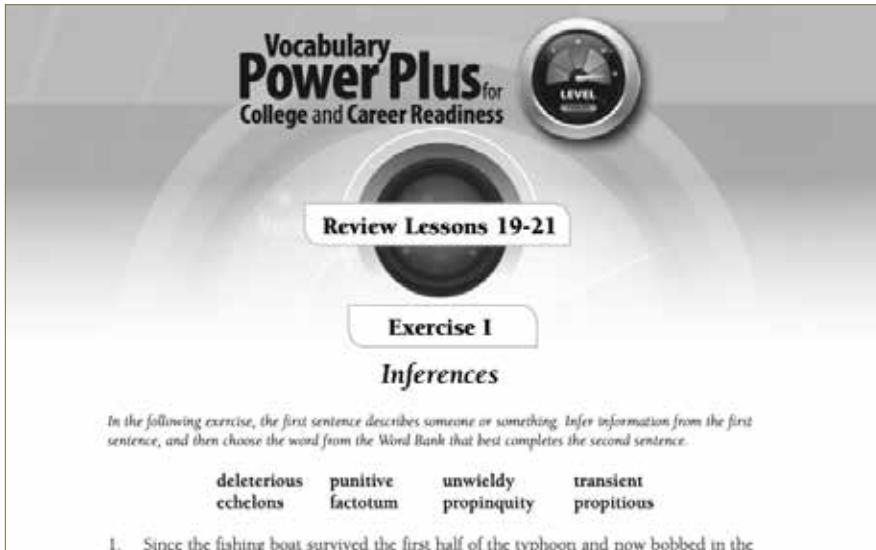 Vocabulary
Power Plus for
College and Career Readiness
LEVEL
Review Lessons 19-21
Exercise I
Inferences
In the following exercise, the first sentence describes someone or something. Infer information from the first
sentence, and then choose the word from the Word Bank that best completes the second sentence.
deleterious punitive unwieldy transient
echelons factotum propinquity propitious
1. Since the fishing boat survived the first half of the typhoon and now bobbed in the